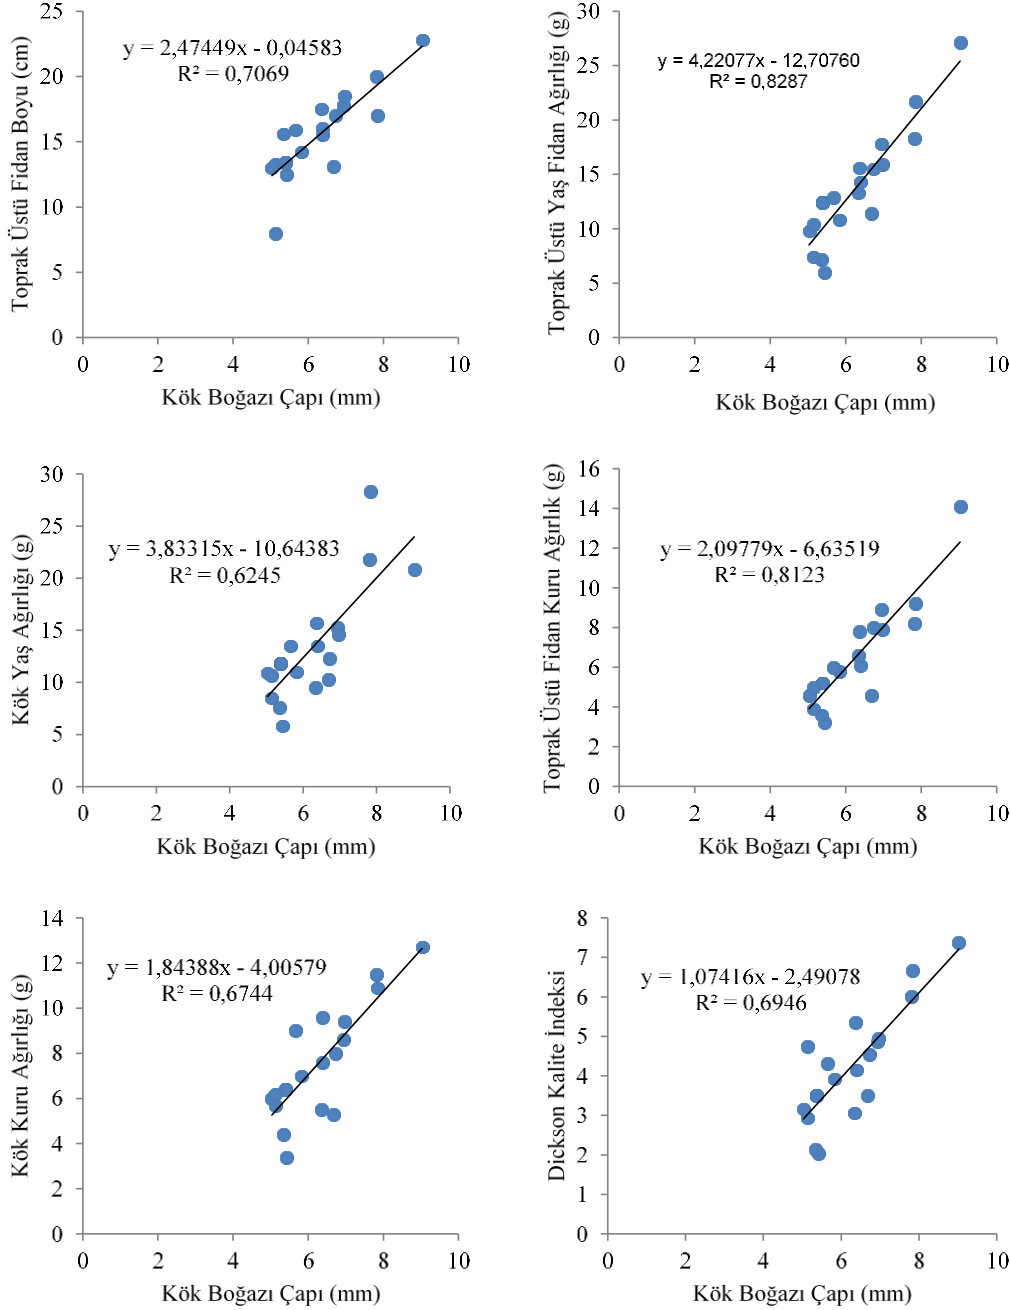 25
20
15
10
5
0
y = 2,47449x - 0,04583
R² = 0,7069
0 2 4 6 8 10
Toprak Üstü Fidan Boyu (cm)
Kök Boğazı Çapı (mm)
30
25
20
15
10
5
0
y = 4,22077x - 12,70760
R² = 0,8287
0 2 4 6 8 10
Toprak Üstü Yaş Fidan Ağırlığı (g)
Kök Boğazı Çapı (mm)
30
25
20
15
10
5
0
y = 3,83315x - 10,64383
R² = 0,6245
0 2 4 6 8 10
Kök Yaş Ağırlığı (g)
Kök Boğazı Çapı (mm)
16
14
12
10
8
6
4
2
0
y = 2,09779x - 6,63519
R² = 0,8123
0 2 4 6 8 10
Toprak Üstü Fidan Kuru Ağırlık (g)
Kök Boğazı Çapı (mm)
14
12
10
8
6
4
2
0
y = 1,84388x - 4,00579
R² = 0,6744
0 2 4 6 8 10
Kök Kuru Ağırlığı (g)
Kök Boğazı Çapı (mm)
8
7
6
5
4
3
2
1
0
y = 1,07416x - 2,49078
R² = 0,6946
0 2 4 6 8 10
Dickson Kalite İndeksi
Kök Boğazı Çapı (mm)